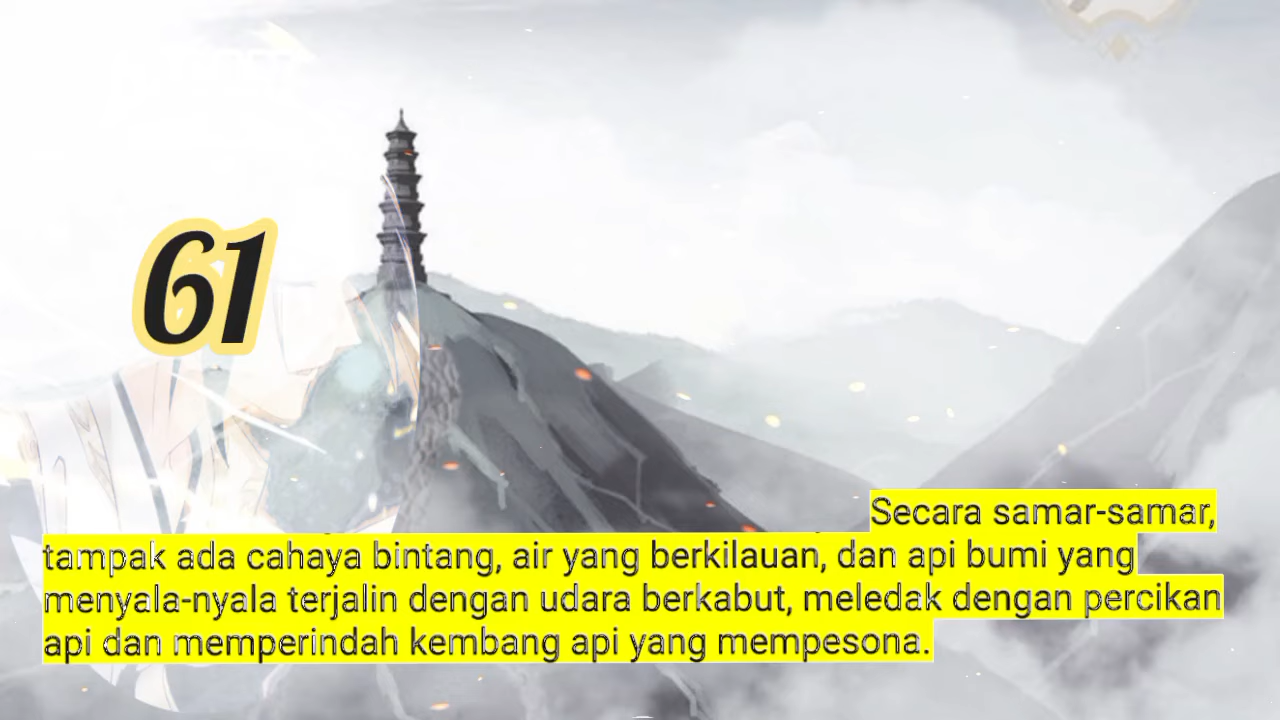 61
Secara samar-samar,
tampak ada cahaya bintang, air yang berkilauan, dan api bumi yang
menyala-nyala terjalin dengan udara berkabut, meledak dengan percikan
api dan memperindah kembang api yang mempesona.